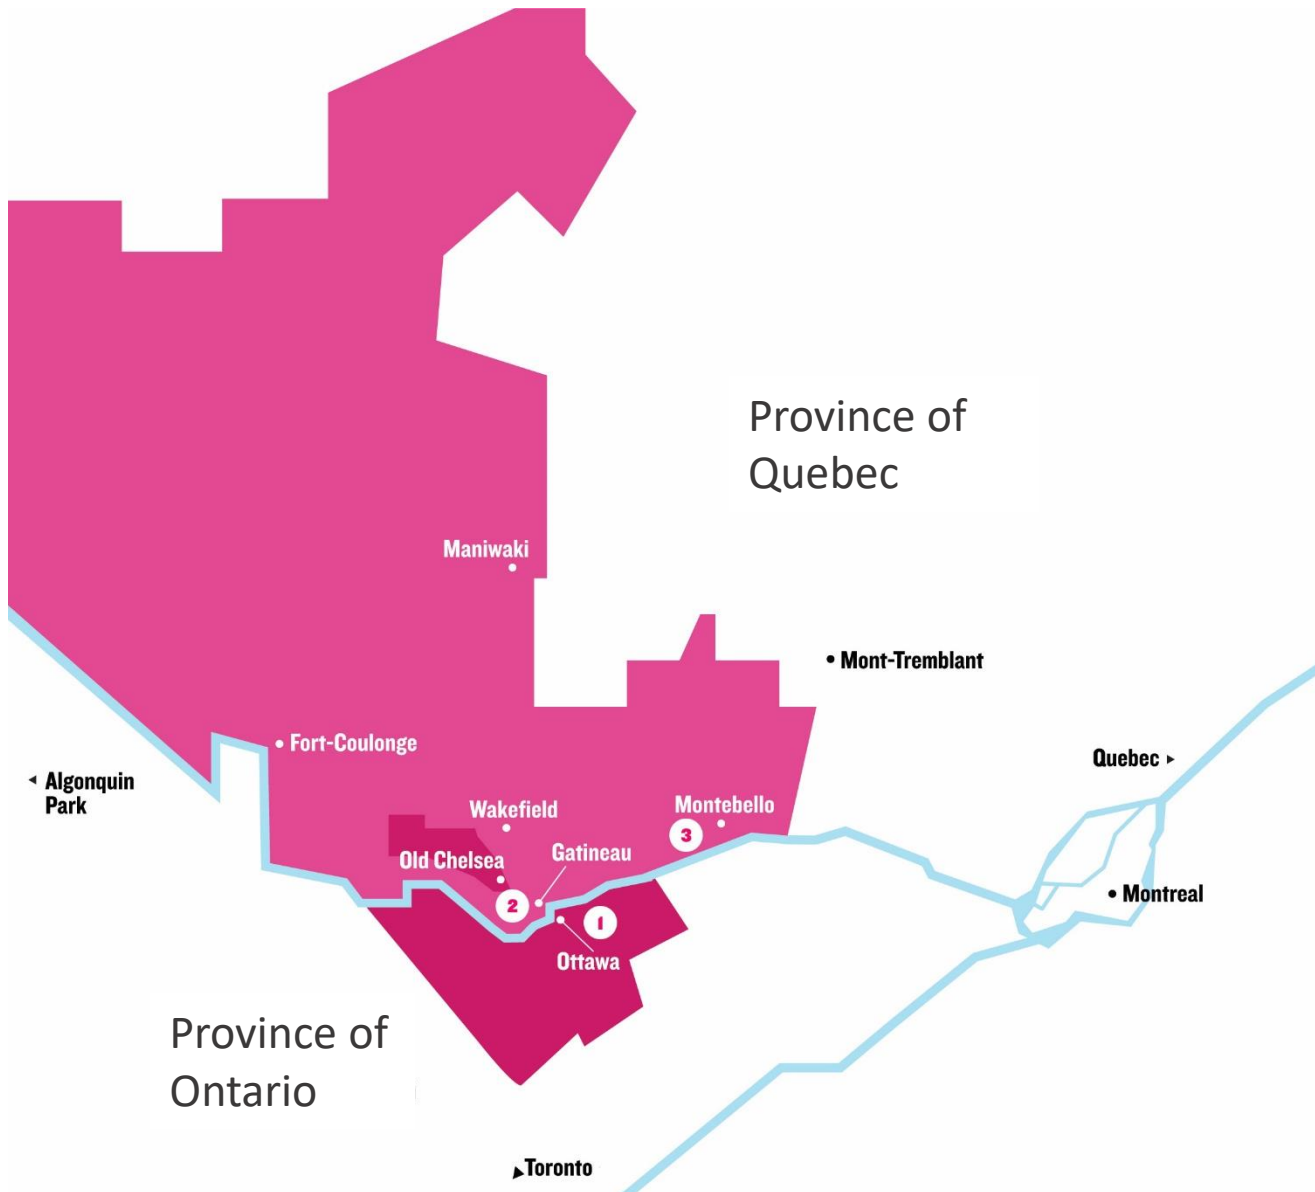 Province of
Quebec
Maniwaki
Mont-Tremblant
Fort-Coulonge
Quebec
Algonquin
Park
Wakefield
Montebello
3
Old Chelsea
Gatineau
Montreal
2
1
Ottawa
Province of
Ontario
Toronto